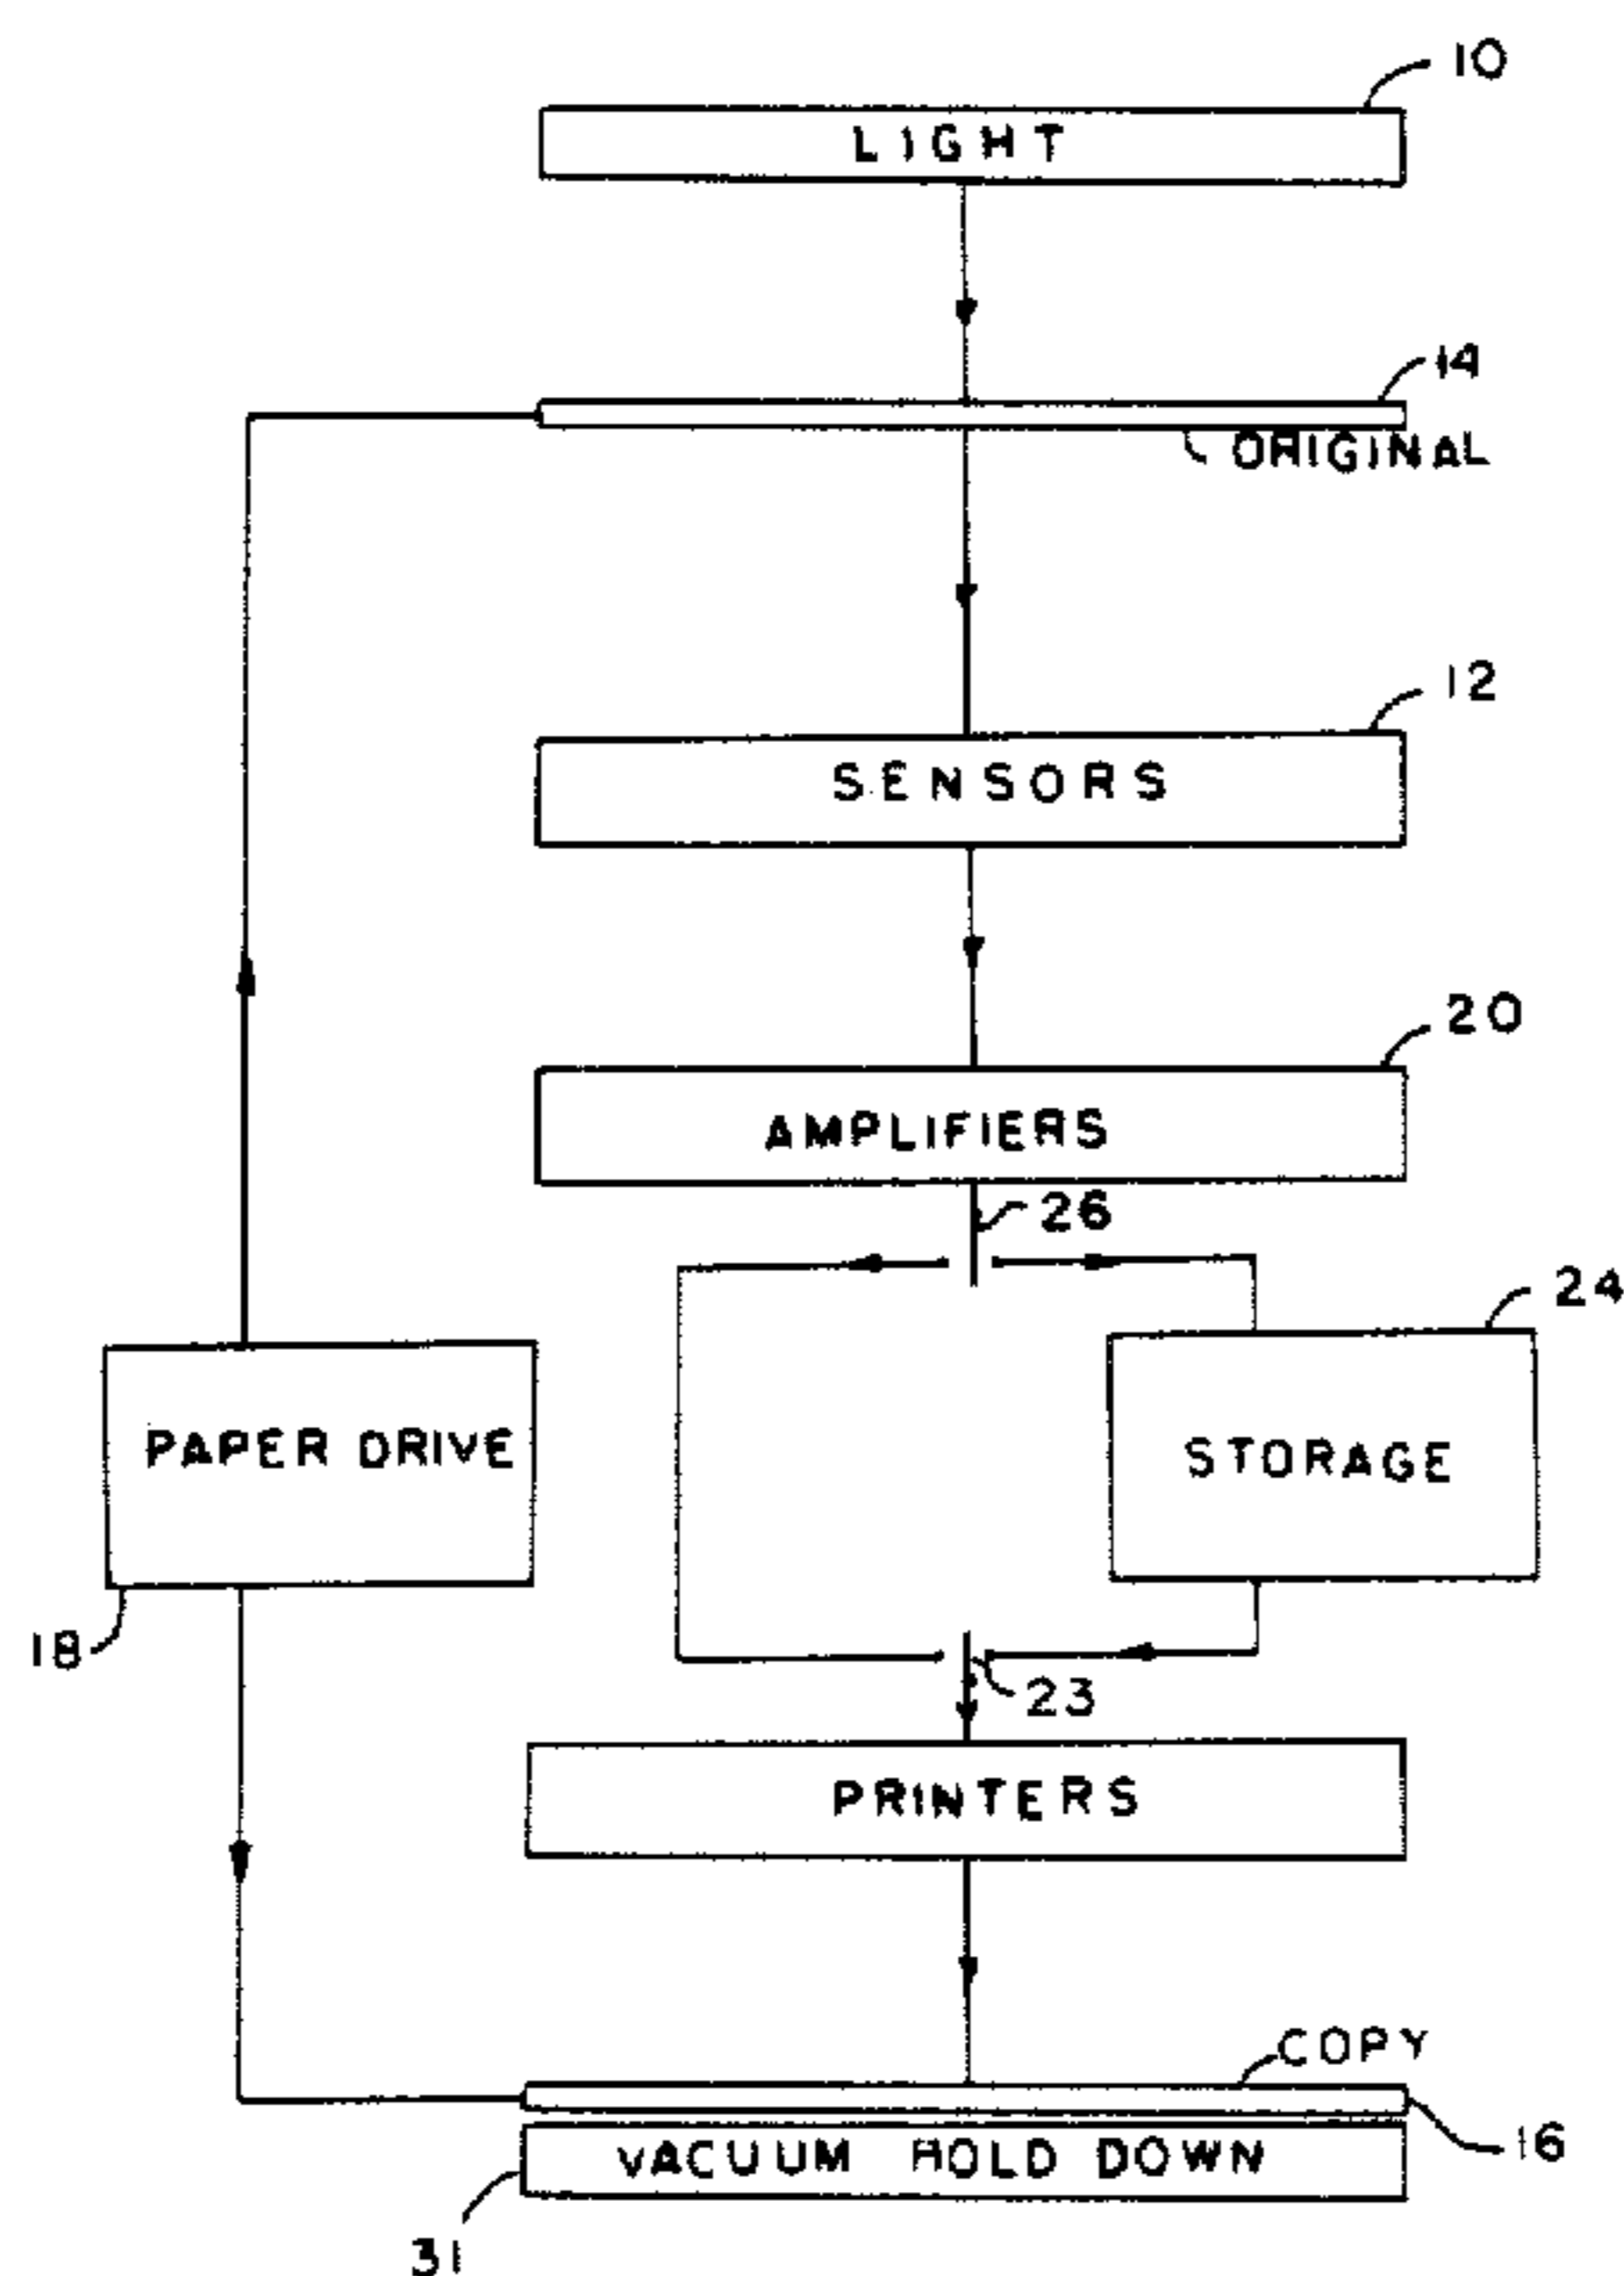 10
LIGHT
14
ORIGINAL
12
SENSORS
20
AMPLIFIERS
26
24
PAPER DRIVE
STORAGE
18
23
PRINTERS
COPY
16
VACUUM HOLD DOWN
31